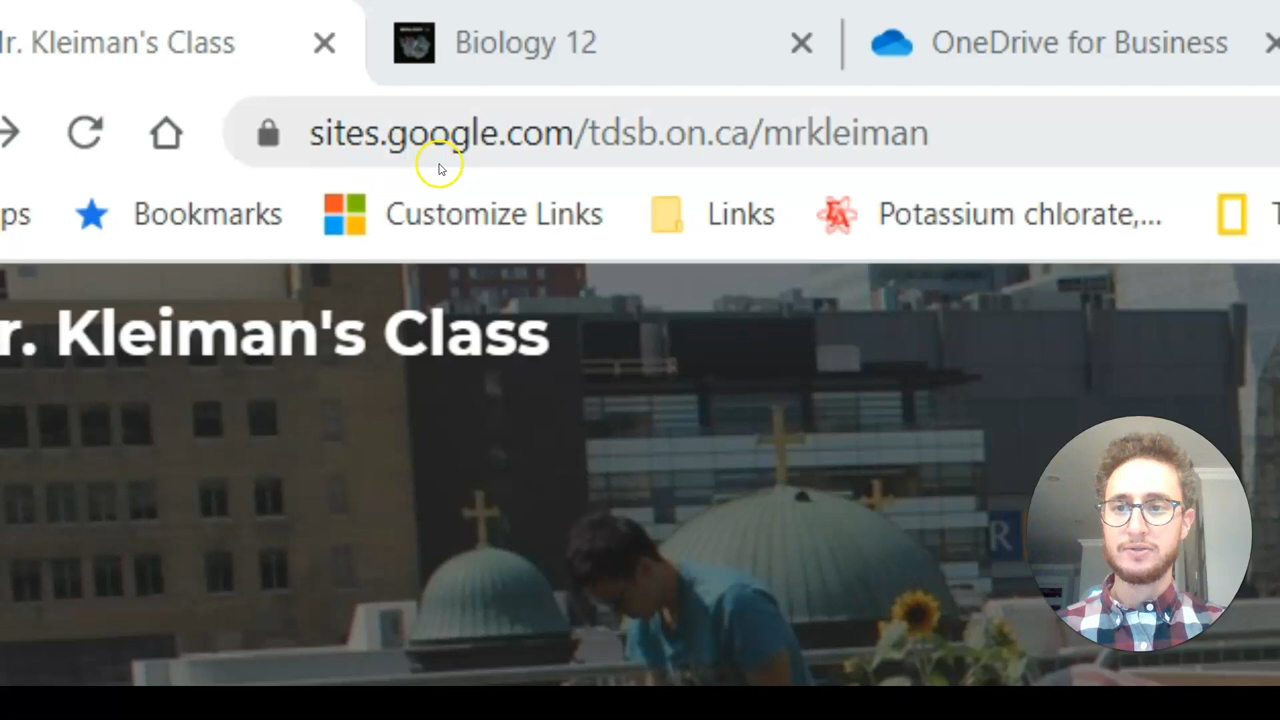 r. Kleiman's Class
Biology 12
OneDrive for Business
sites.google.com/tdsb.on.ca/mrkleiman
ps
Bookmarks
Customize Links
Links
Potassium chlorate,...
T
r. Kleiman's Class
R